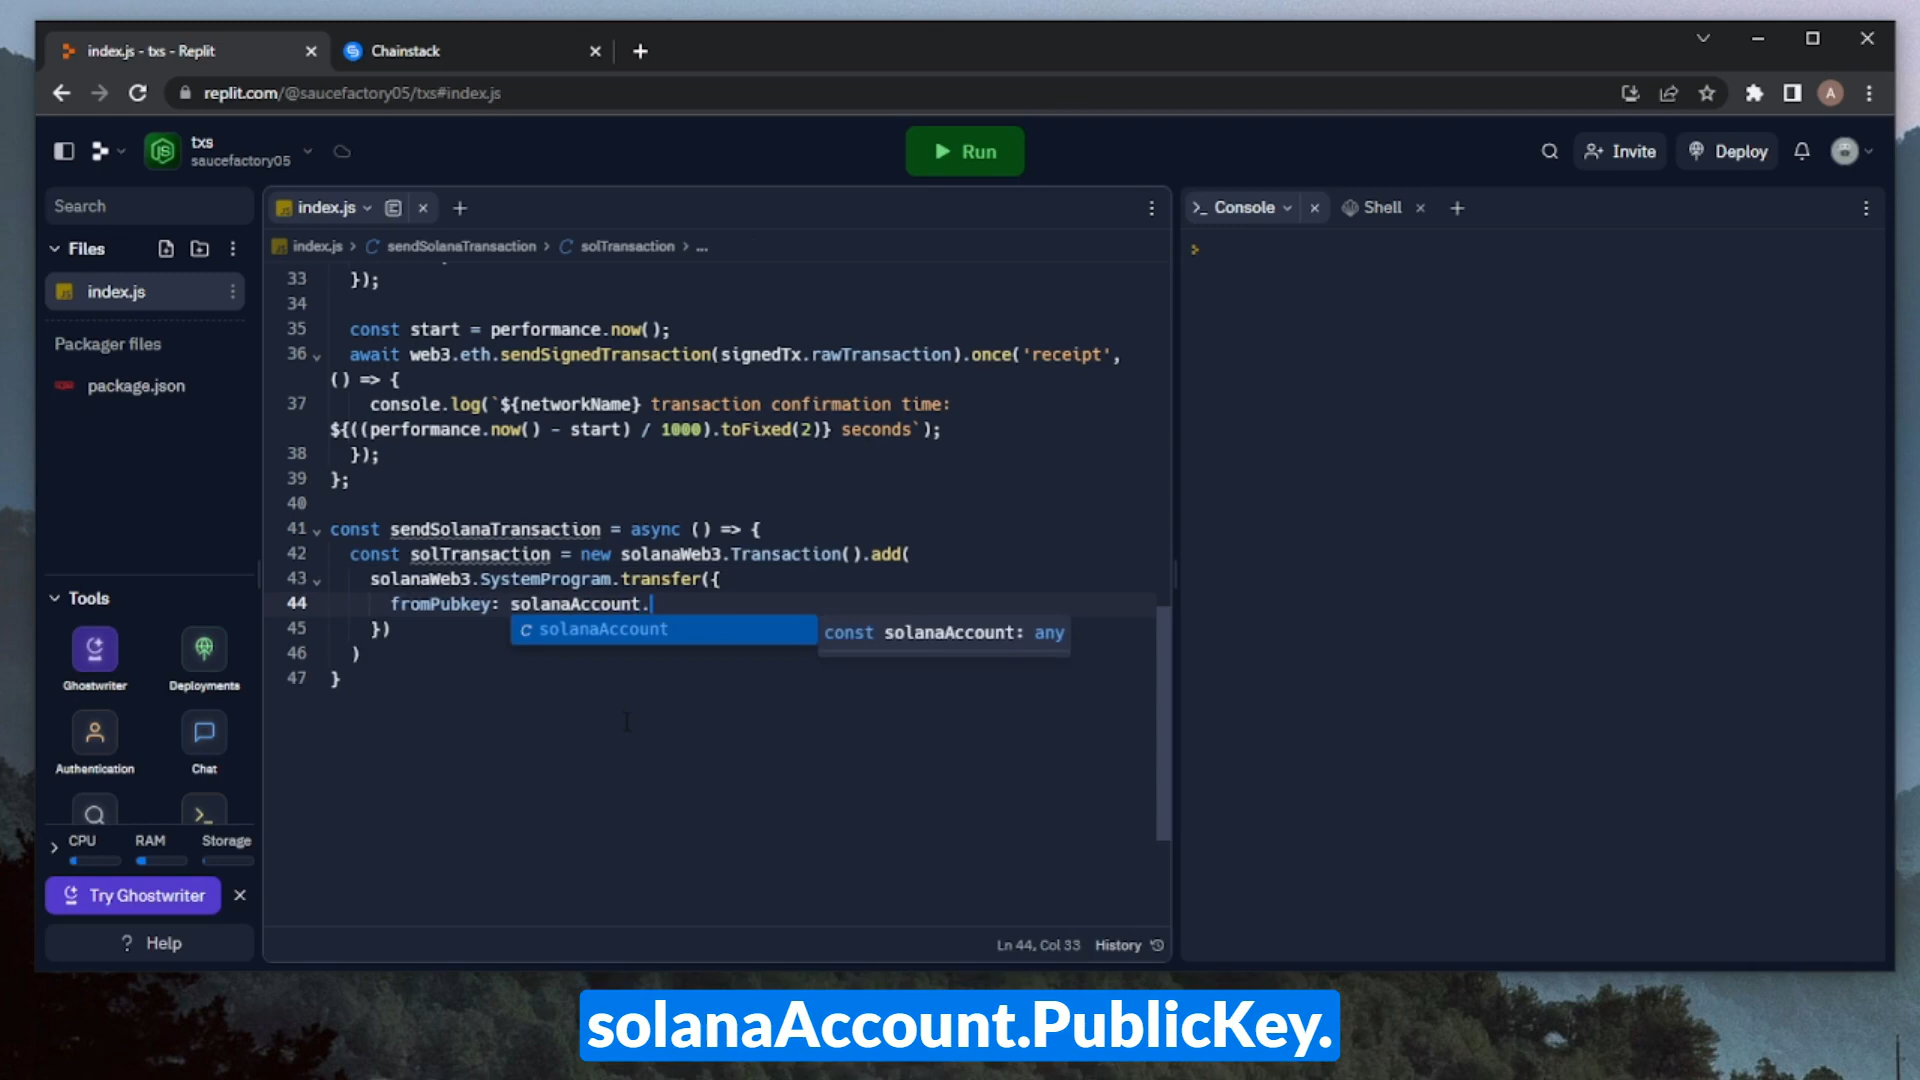 index.js - txs - Replit
Chainstack
replit.com/@saucefactory05/txs#index.js
A
txs
saucefactory05
Run
Invite
Deploy
Search
Files
index.js
Packager files
package.json
Tools
Ghostwriter
Deployments
Authentication
Chat
CPU
RAM
Storage
Try Ghostwriter
? Help
index.js
index.js > sendSolanaTransaction > solTransaction > ...
33 });
34
35 const start = performance.now();
36 await web3.eth.sendSignedTransaction(signedTx.rawTransaction).once('receipt',
() => {
37 console.log(`${networkName} transaction confirmation time:
${((performance.now() - start) / 1000).toFixed(2)} seconds`);
38 });
39 };
40
41 const sendSolanaTransaction = async () => {
42 const solTransaction = new solanaWeb3.Transaction().add(
43 solanaWeb3.SystemProgram.transfer({
44 fromPubkey: solanaAccount.
45 })
46 )
47 }
solanaAccount
const solanaAccount: any
Ln 44, Col 33
History
>_ Console
Shell
solanaAccount.PublicKey.